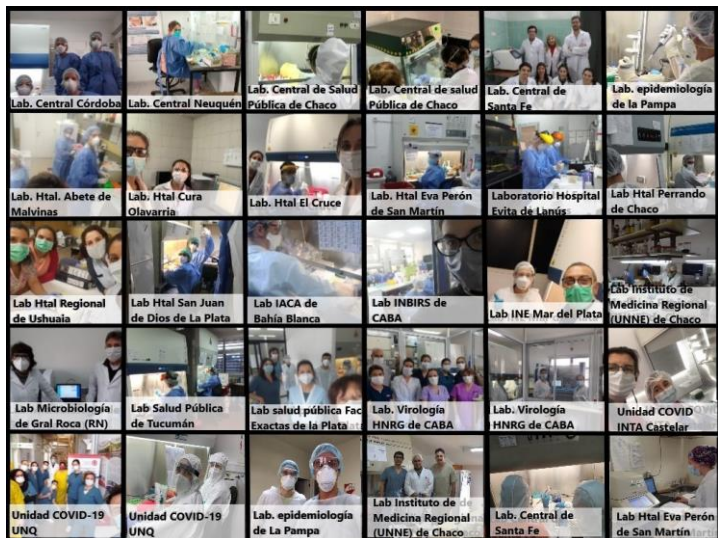 Lab. Central Córdoba
Lab. Central Neuquén
Lab. Central de Salud
Pública de Chaco
Lab. Central de salud
Pública de Chaco
Lab. Central de
Santa Fe
Lab. epidemiología
de la Pampa
Lab. Htal. Abete de
Malvinas
Lab. Htal Cura
Olavarria
Lab. Htal El Cruce
Lab. Htal Eva Perón
de San Martín
Laboratorio Hospital
Evita de Lanús
Lab Htal Perrando
de Chaco
Lab Htal Regional
de Ushuaia
Lab Htal San Juan
de Dios de La Plata
Lab IACA de
Bahía Blanca
Lab INBIRS de
CABA
Lab INE Mar del Plata
Lab Instituto de
Medicina Regional
(UNNE) de Chaco
Lab Microbiología
de Gral Roca (RN)
Lab Salud Pública
de Tucumán
Lab salud pública Fac
Exactas de la Plata
Lab. Virología
HNRG de CABA
Lab. Virología
HNRG de CABA
Unidad COVID
INTA Castelar
Unidad COVID-19
UNQ
Unidad COVID-19
UNQ
Lab. epidemiología
de La Pampa
Lab Instituto de
Medicina Regional
(UNNE) de Chaco
Lab. Central de
Santa Fe
Lab Htal Eva Perón
de San Martín